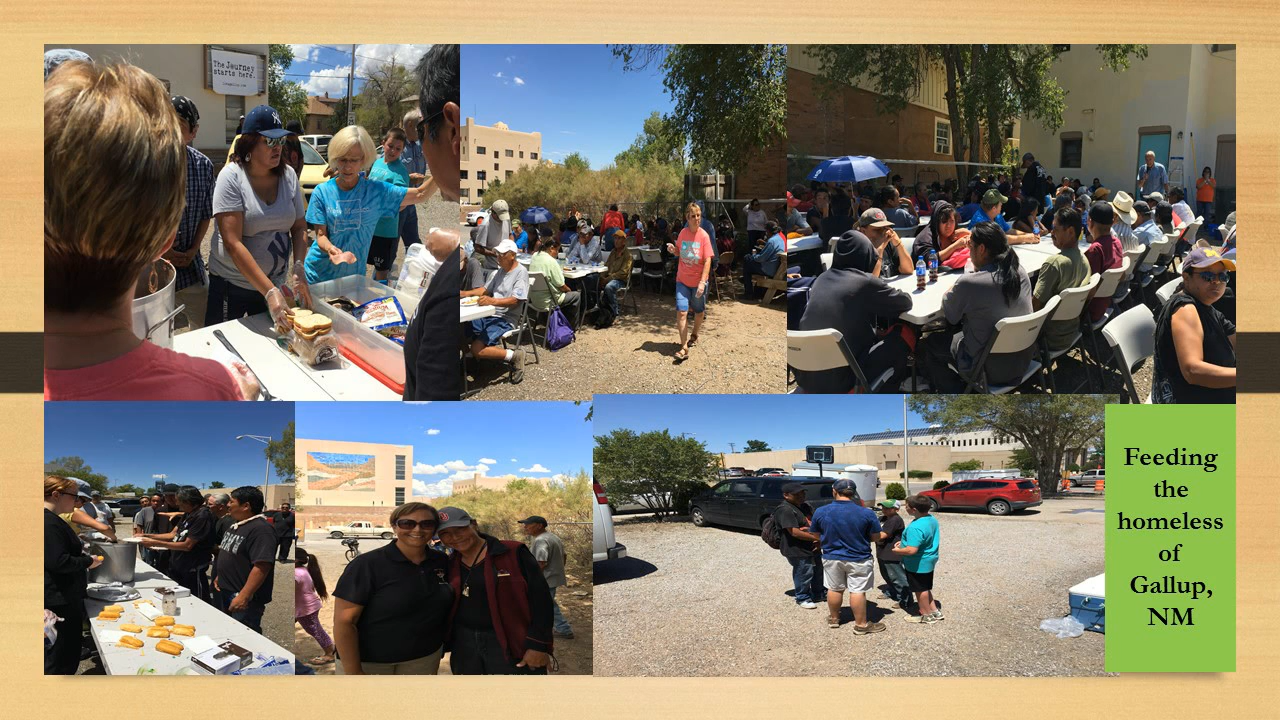 The Journey
starts here.
Feeding
the
homeless
of
Gallup,
NM